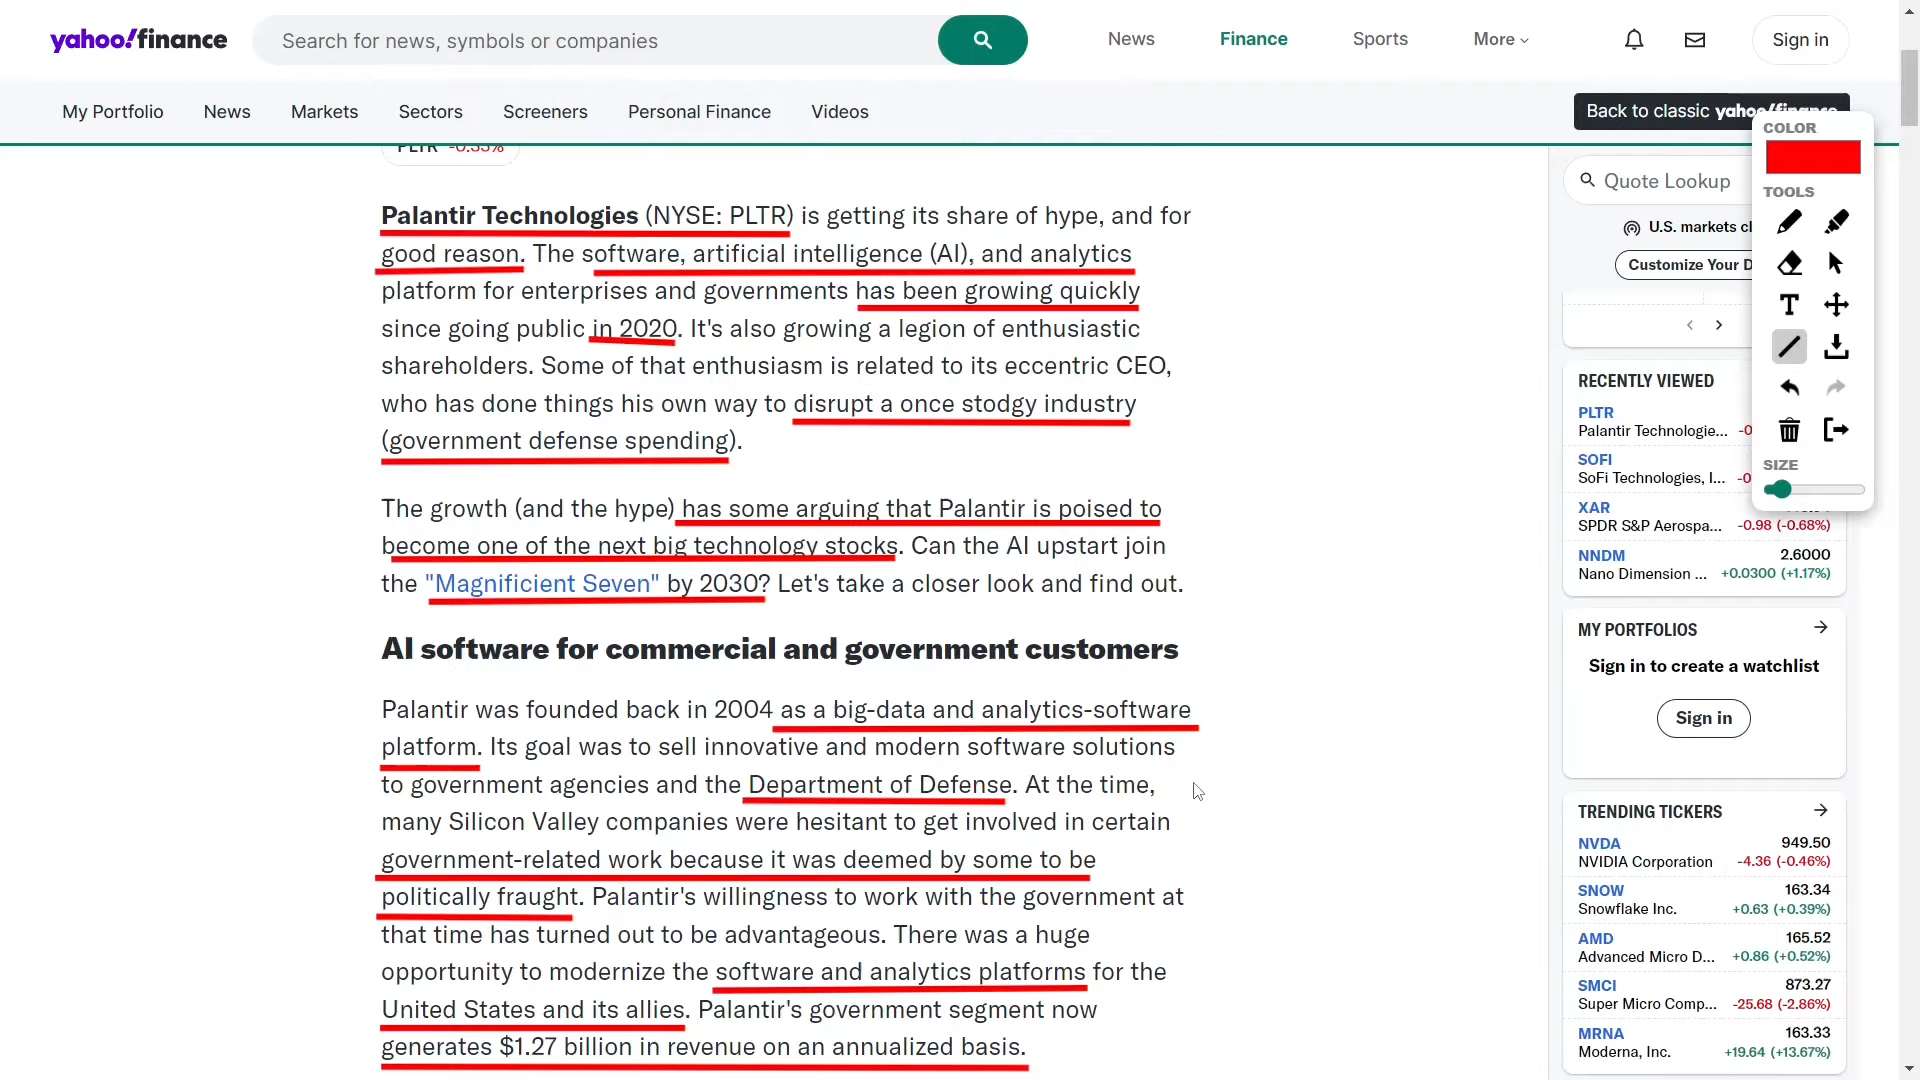 yahoo!finance
Search for news, symbols or companies
News
Finance
Sports
More
Sign in
My Portfolio
News
Markets
Sectors
Screeners
Personal Finance
Videos
Back to classic yahoo!finance
PLTR -0.33%
Palantir Technologies (NYSE: PLTR) is getting its share of hype, and for
good reason. The software, artificial intelligence (AI), and analytics
platform for enterprises and governments has been growing quickly
since going public in 2020. It's also growing a legion of enthusiastic
shareholders. Some of that enthusiasm is related to its eccentric CEO,
who has done things his own way to disrupt a once stodgy industry
(government defense spending).
The growth (and the hype) has some arguing that Palantir is poised to
become one of the next big technology stocks. Can the AI upstart join
the "Magnificient Seven" by 2030? Let's take a closer look and find out.
AI software for commercial and government customers
Palantir was founded back in 2004 as a big-data and analytics-software
platform. Its goal was to sell innovative and modern software solutions
to government agencies and the Department of Defense. At the time,
many Silicon Valley companies were hesitant to get involved in certain
government-related work because it was deemed by some to be
politically fraught. Palantir's willingness to work with the government at
that time has turned out to be advantageous. There was a huge
opportunity to modernize the software and analytics platforms for the
United States and its allies. Palantir's government segment now
generates $1.27 billion in revenue on an annualized basis.
Quote Lookup
U.S. markets
Customize Your
RECENTLY VIEWED
PLTR
Palantir Technologie...
SOFI
SoFi Technologies, I...
XAR
SPDR S&P Aerospa... -0.98 (-0.68%)
NNDM 2.6000
Nano Dimension ... +0.0300 (+1.17%)
MY PORTFOLIOS
Sign in to create a watchlist
Sign in
TRENDING TICKERS
NVDA 949.50
NVIDIA Corporation -4.36 (-0.46%)
SNOW 163.34
Snowflake Inc. +0.63 (+0.39%)
AMD 165.52
Advanced Micro D... +0.86 (+0.52%)
SMCI 873.27
Super Micro Comp... -25.68 (-2.86%)
MRNA 163.33
Moderna, Inc. +19.64 (+13.67%)
COLOR
TOOLS
T
SIZE